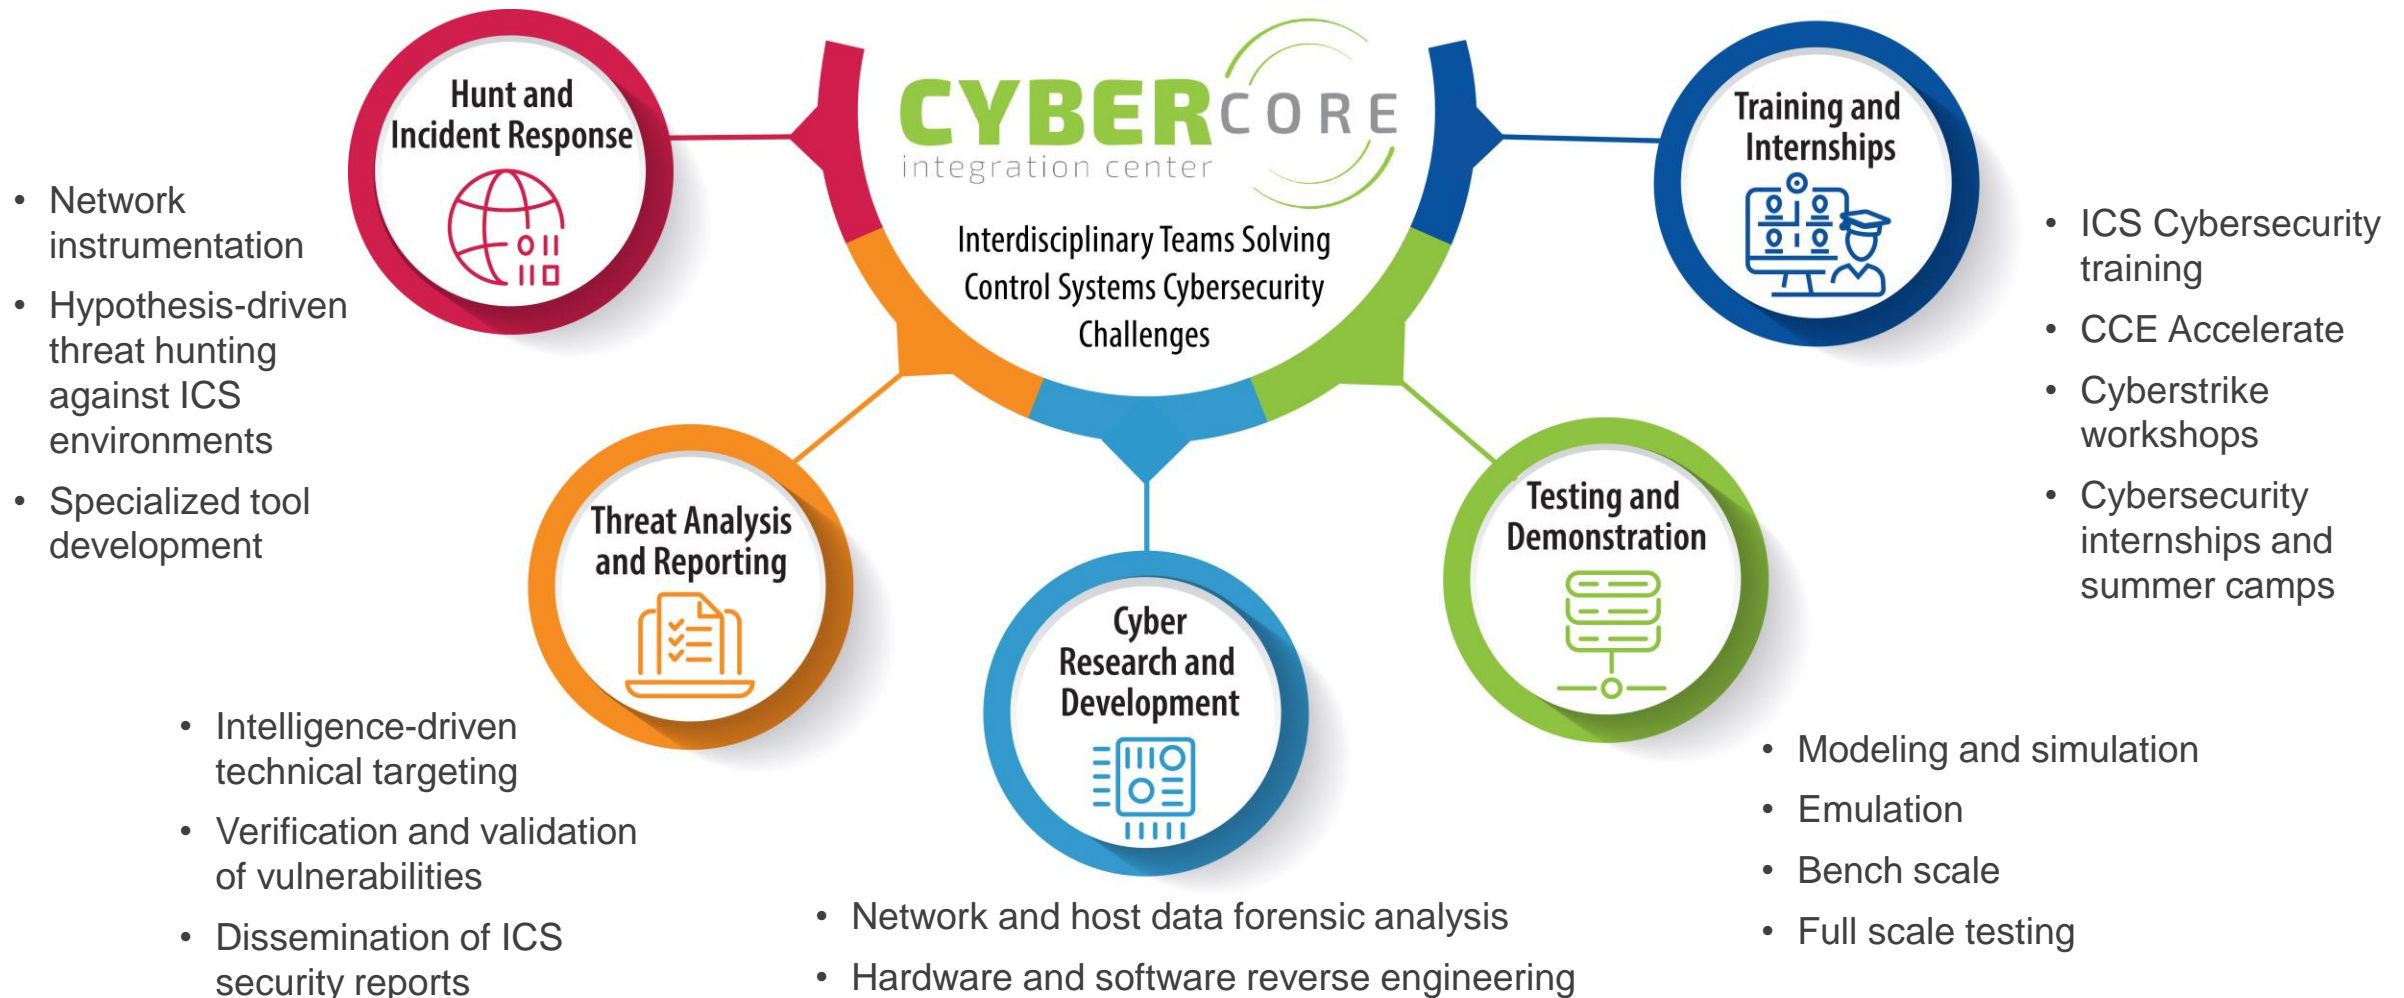 CYBERCORE
integration center
Interdisciplinary Teams Solving
Control Systems Cybersecurity
Challenges
Hunt and
Incident Response
• Network
instrumentation
• Hypothesis-driven
threat hunting
against ICS
environments
• Specialized tool
development
Threat Analysis
and Reporting
• Intelligence-driven
technical targeting
• Verification and validation
of vulnerabilities
• Dissemination of ICS
security reports
Cyber
Research and
Development
• Network and host data forensic analysis
• Hardware and software reverse engineering
Testing and
Demonstration
• Modeling and simulation
• Emulation
• Bench scale
• Full scale testing
Training and
Internships
• ICS Cybersecurity
training
• CCE Accelerate
• Cyberstrike
workshops
• Cybersecurity
internships and
summer camps